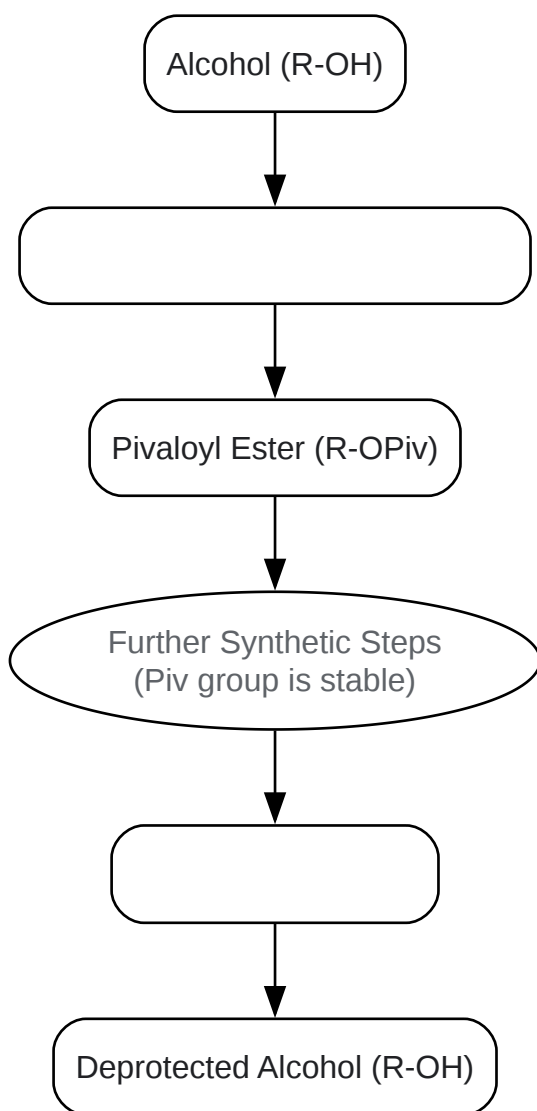 Alcohol (R-OH)
Pivaloyl Ester (R-OPiv)
Further Synthetic Steps
(Piv group is stable)
Deprotected Alcohol (R-OH)